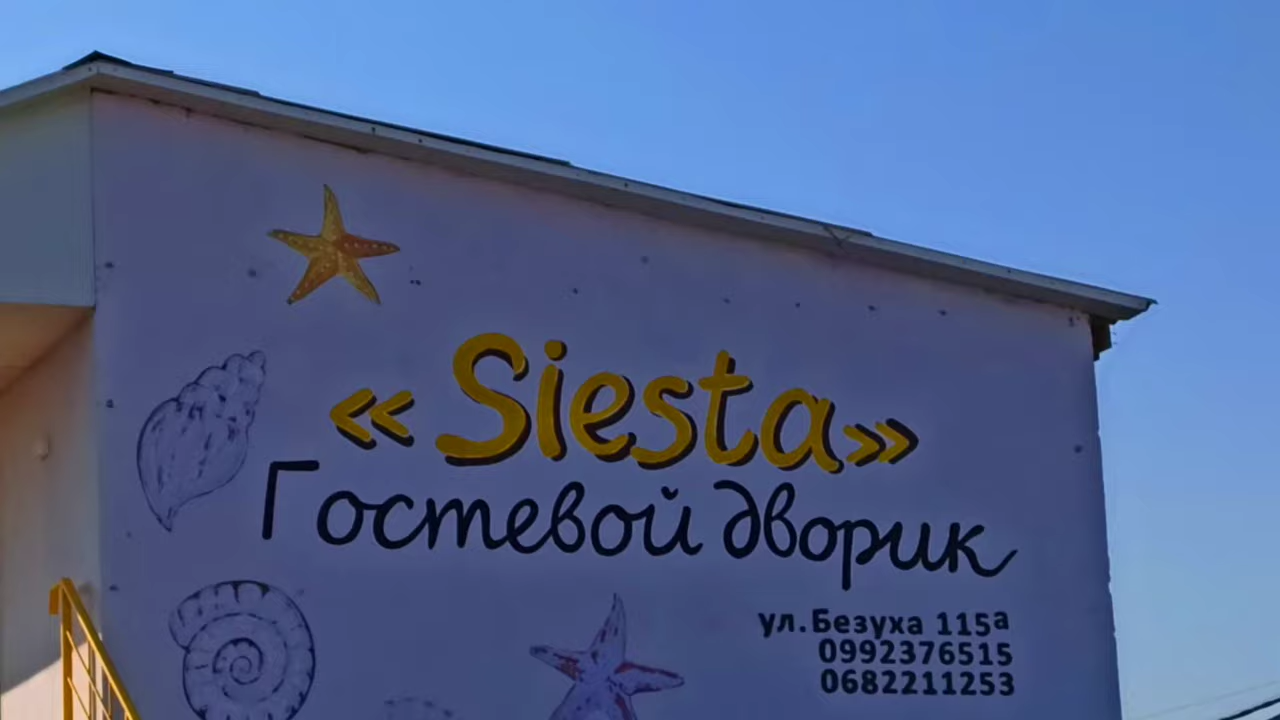 «Siesta»
Гостевой дворик
ул.Безуха 115а
0992376515
0682211253